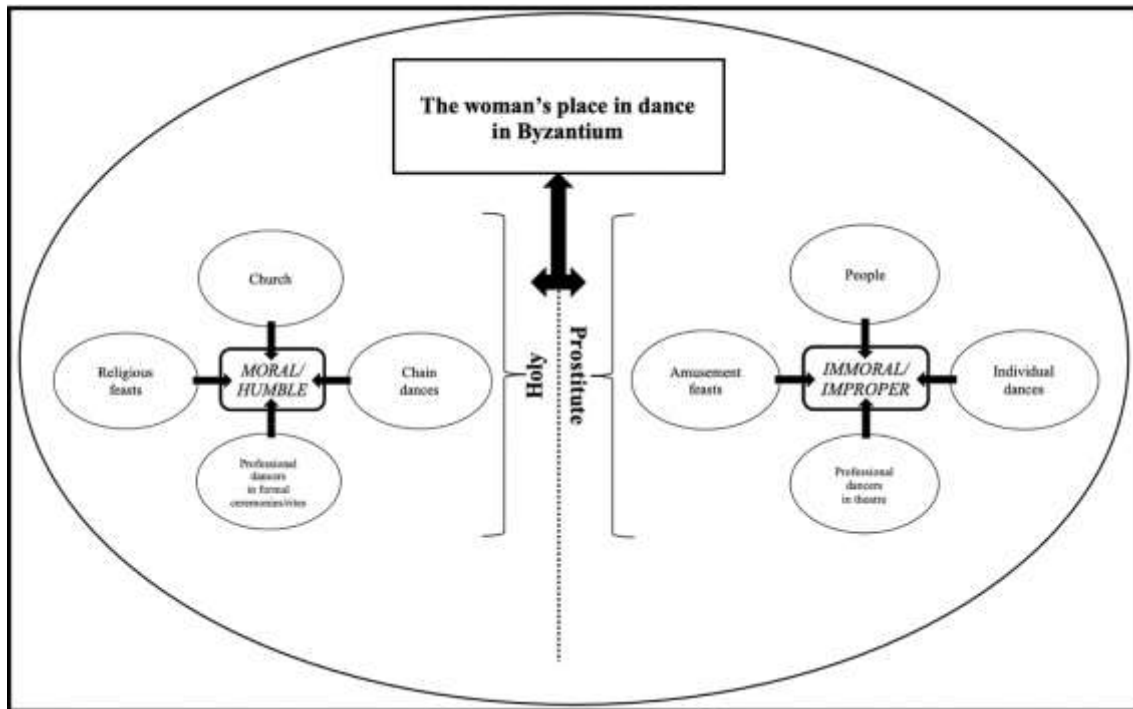 The woman's place in dance
in Byzantium
Church
Religious
feasts
MORAL/
HUMBLE
Chain
dances
Professional
dancers
in formal
ceremonies/rites
Holy
Prostitute
People
Amusement
feasts
IMMORAL/
IMPROPER
Individual
dances
Professional
dancers
in theatre